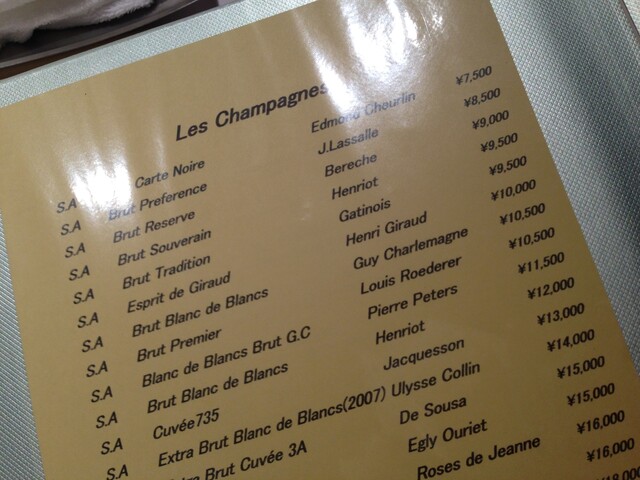 Les Champagnes
S.A Carte Noire Edmond Cheurlin ¥7,500
S.A Brut Preference J.Lassalle ¥8,500
S.A Brut Reserve Bereche ¥9,000
S.A Brut Souverain Henriot ¥9,500
S.A Brut Tradition Gatinois ¥9,500
S.A Esprit de Giraud Henri Giraud ¥10,000
S.A Brut Blanc de Blancs Guy Charlemagne ¥10,500
S.A Brut Premier Louis Roederer ¥10,500
S.A Blanc de Blancs Brut G.C Pierre Peters ¥11,500
S.A Brut Blanc de Blancs Henriot ¥12,000
S.A Cuvée735 Jacquesson ¥13,000
Extra Brut Blanc de Blancs(2007) Ulysse Collin ¥14,000
Brut Cuvée 3A De Sousa ¥15,000
Egly Ouriet ¥15,000
Roses de Jeanne ¥16,000
¥16,000